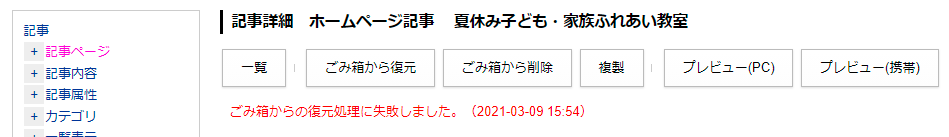 記事
+ 記事ページ
+ 記事内容
+ 記事属性
+ カテゴリ
+ 一覧表示
記事詳細　ホームページ記事　夏休み子ども・家族ふれあい教室
一覧 ごみ箱から復元 ごみ箱から削除 複製 プレビュー(PC) プレビュー(携帯)
ごみ箱からの復元処理に失敗しました。（2021-03-09 15:54）